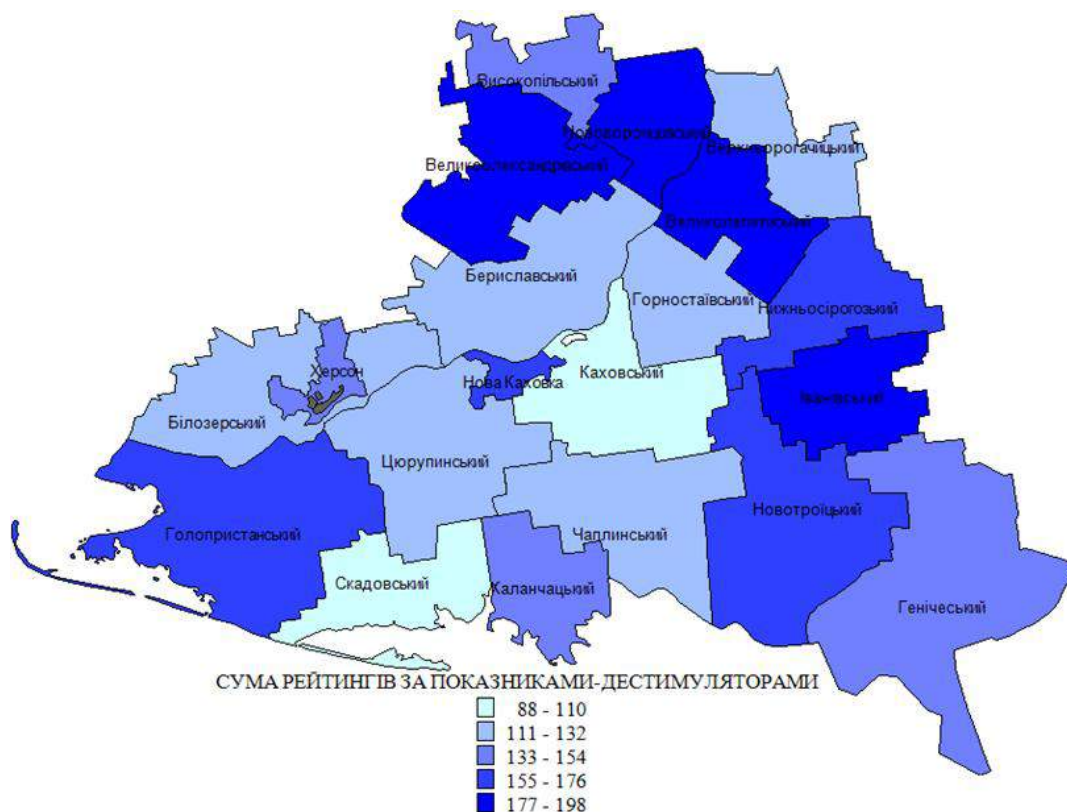 Високопільський
Нововоронцовський
Верхньорогачицький
Великоолександрівський
Великолепетиський
Бериславський
Горностаївський
Нижньосірогозький
Херсон
Нова Каховка
Каховський
Іванівський
Білозерський
Цюрупинський
Голопристанський
Чаплинський
Новотроїцький
Скадовський
Каланчацький
Генічеський
СУМА РЕЙТИНГІВ ЗА ПОКАЗНИКАМИ-ДЕСТИМУЛЯТОРАМИ
88 - 110
111 - 132
133 - 154
155 - 176
177 - 198